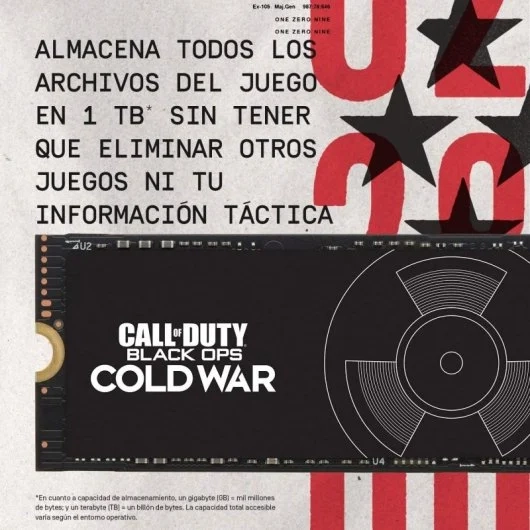 Ex-105 Maj.Gen 987.78.946
ONE ZERO NINE
ONE ZERO NINE
ALMACENA TODOS LOS
ARCHIVOS DEL JUEGO
EN 1 TB* SIN TENER
QUE ELIMINAR OTROS
JUEGOS NI TU
INFORMACIÓN TÁCTICA
U2
CALL OF DUTY
BLACK OPS
COLD WAR
U4
*En cuanto a capacidad de almacenamiento, un gigabyte (GB) = mil millones
de bytes; y un terabyte (TB) = un billón de bytes. La capacidad total accesible
varía según el entorno operativo.